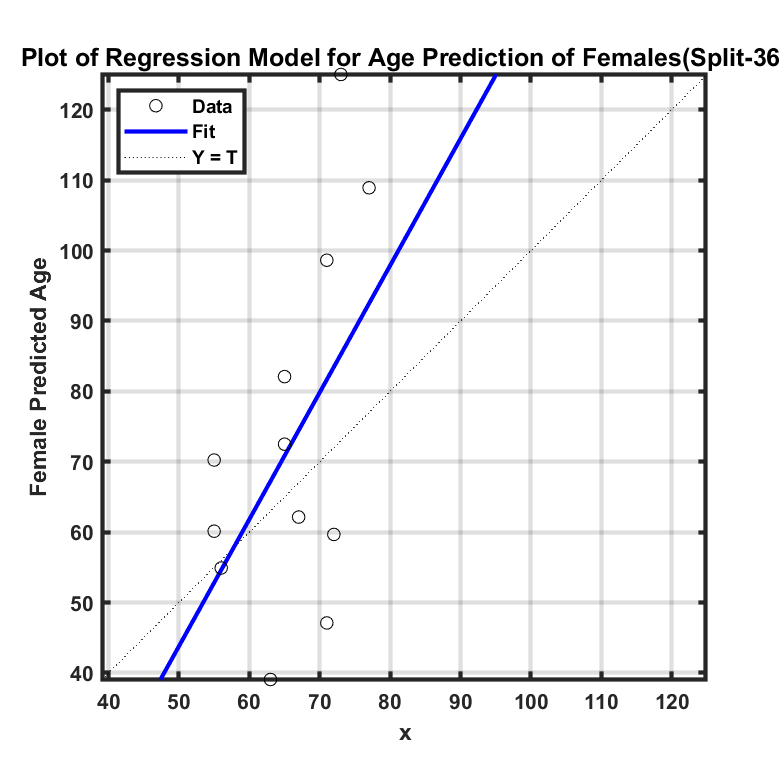 Plot of Regression Model for Age Prediction of Females(Split-36
Data
Fit
Y = T
Female Predicted Age
120
110
100
90
80
70
60
50
40
40 50 60 70 80 90 100 110 120
x